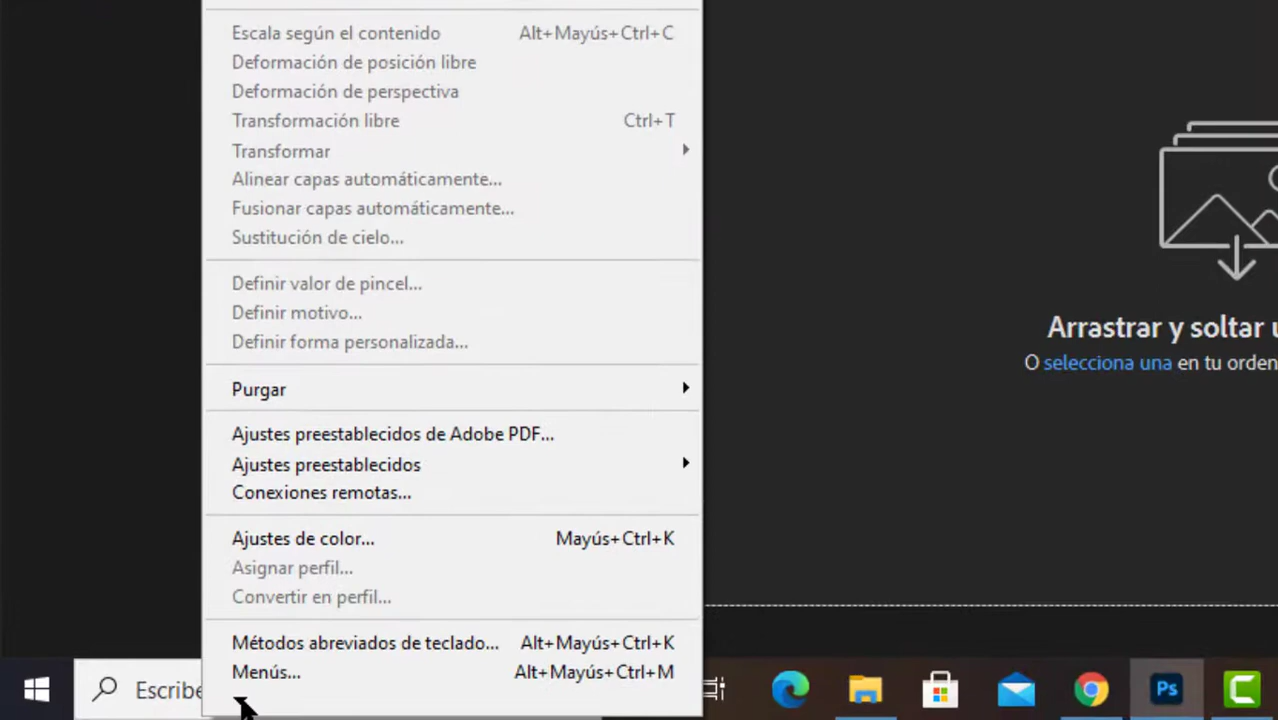 Escala según el contenido Alt+Mayús+Ctrl+C
Deformación de posición libre
Deformación de perspectiva
Transformación libre Ctrl+T
Transformar
Alinear capas automáticamente...
Fusionar capas automáticamente...
Sustitución de cielo...
Definir valor de pincel...
Definir motivo...
Definir forma personalizada...
Purgar
Ajustes preestablecidos de Adobe PDF...
Ajustes preestablecidos
Conexiones remotas...
Ajustes de color... Mayús+Ctrl+K
Asignar perfil...
Convertir en perfil...
Métodos abreviados de teclado... Alt+Mayús+Ctrl+K
Menús... Alt+Mayús+Ctrl+M
Arrastrar y soltar
O selecciona una en tu orden
Escribe
Ps